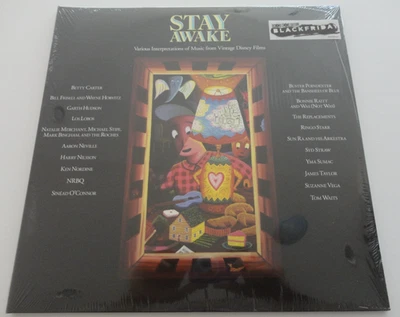 STAY
AWAKE
Various Interpretations of Music from Vintage Disney Films
BLACK FRIDAY
Betty Carter
Bill Frisell and Wayne Horvitz
Garth Hudson
Los Lobos
Natalie Merchant, Michael Stipe,
Mark Bingham and the Roches
Aaron Neville
Harry Nilsson
Ken Nordine
NRBQ
Sinéad O'Connor
Buster Poindexter
and the Banshees of Blue
Bonnie Raitt
and Was (Not Was)
The Replacements
Ringo Starr
Sun Ra and his Arkestra
Syd Straw
Yma Sumac
James Taylor
Suzanne Vega
Tom Waits